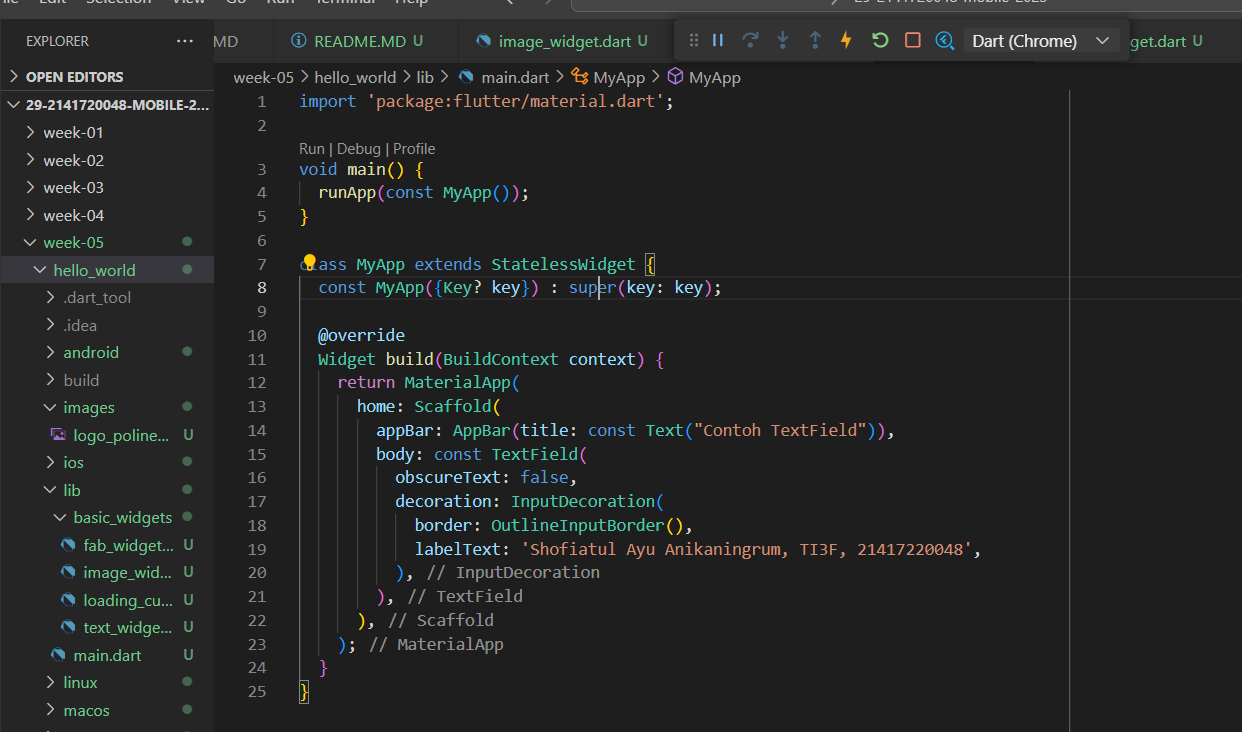 Run
Terminal
Help
EXPLORER
MD
README.MD U
image_widget.dart U
Dart (Chrome)
get.dart U
OPEN EDITORS
29-2141720048-MOBILE-2...
week-01
week-02
week-03
week-04
week-05
hello_world
.dart_tool
.idea
android
build
images
logo_poline... U
ios
lib
basic_widgets
fab_widget... U
image_wid... U
loading_cu... U
text_widge... U
main.dart U
linux
macos
week-05 > hello_world > lib > main.dart > MyApp > MyApp
1 import 'package:flutter/material.dart';
2
Run | Debug | Profile
3 void main() {
4 runApp(const MyApp());
5 }
6
7 class MyApp extends StatelessWidget {
8 const MyApp({Key? key}) : super(key: key);
9
10 @override
11 Widget build(BuildContext context) {
12 return MaterialApp(
13 home: Scaffold(
14 appBar: AppBar(title: const Text("Contoh TextField")),
15 body: const TextField(
16 obscureText: false,
17 decoration: InputDecoration(
18 border: OutlineInputBorder(),
19 labelText: 'Shofiatul Ayu Anikaningrum, TI3F, 21417220048',
20 ), // InputDecoration
21 ), // TextField
22 ), // Scaffold
23 ); // MaterialApp
24 }
25 }